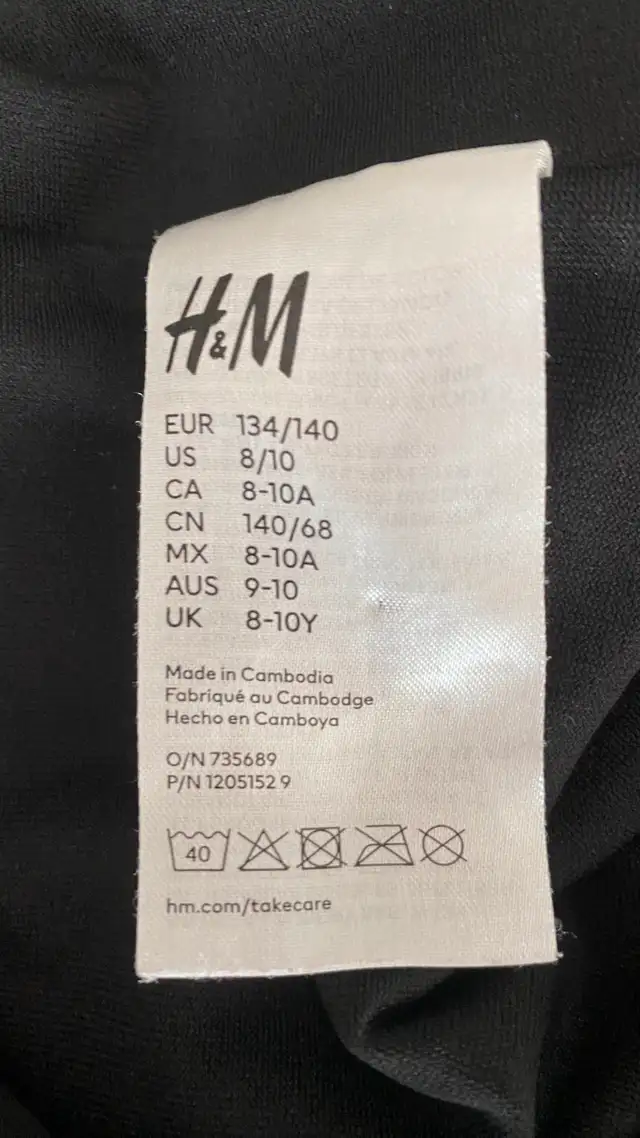 H&M
EUR 134/140
US 8/10
CA 8-10A
CN 140/68
MX 8-10A
AUS 9-10
UK 8-10Y
Made in Cambodia
Fabriqué au Cambodge
Hecho en Camboya
O/N 735689
P/N 1205152 9
40
hm.com/takecare